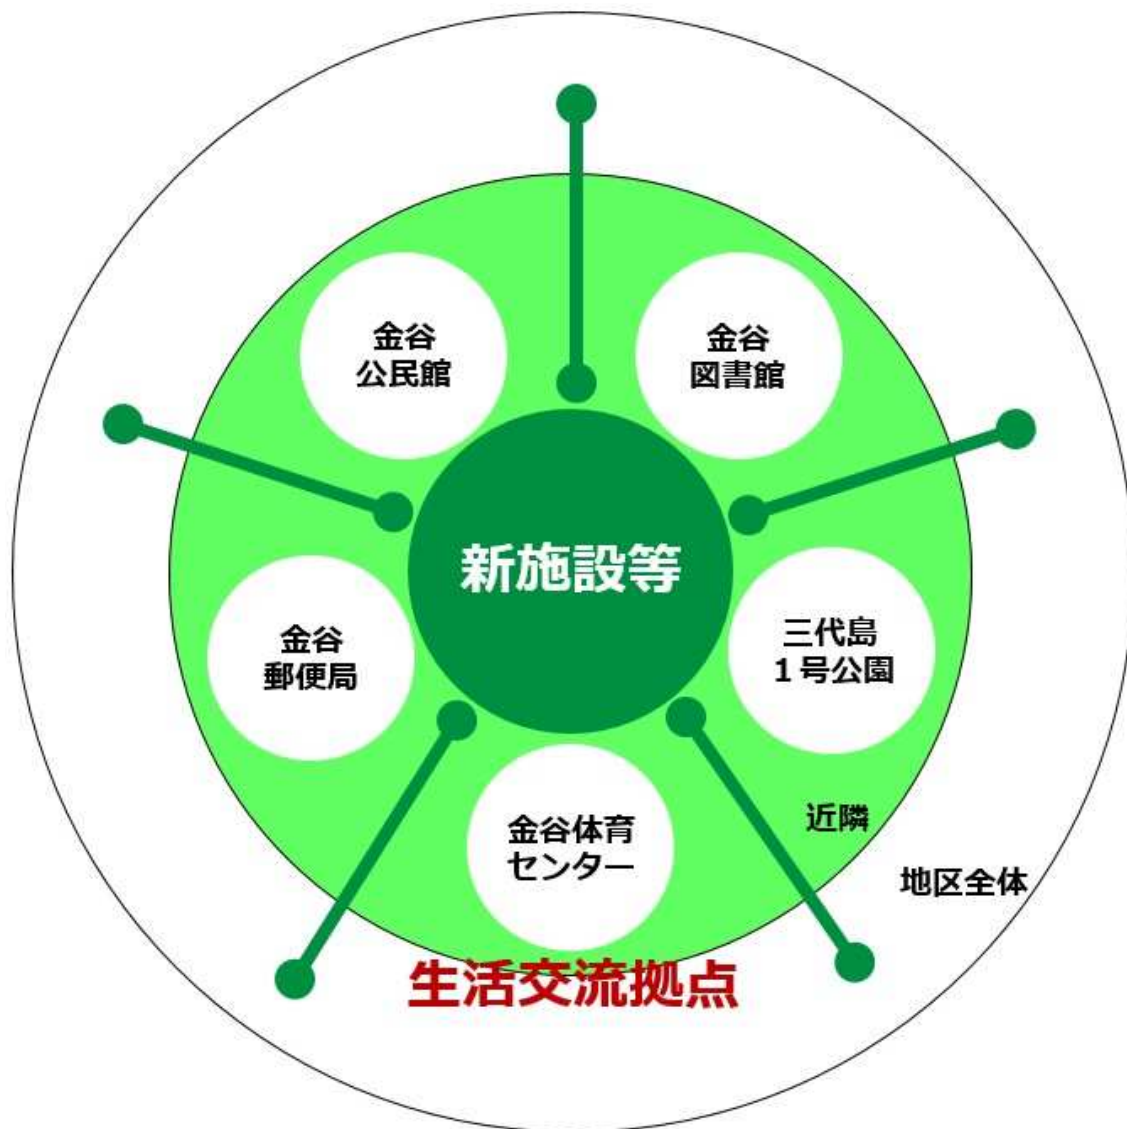 金谷
公民館
金谷
図書館
新施設等
金谷
郵便局
三代島
１号公園
金谷体育
センター
近隣
地区全体
生活交流拠点